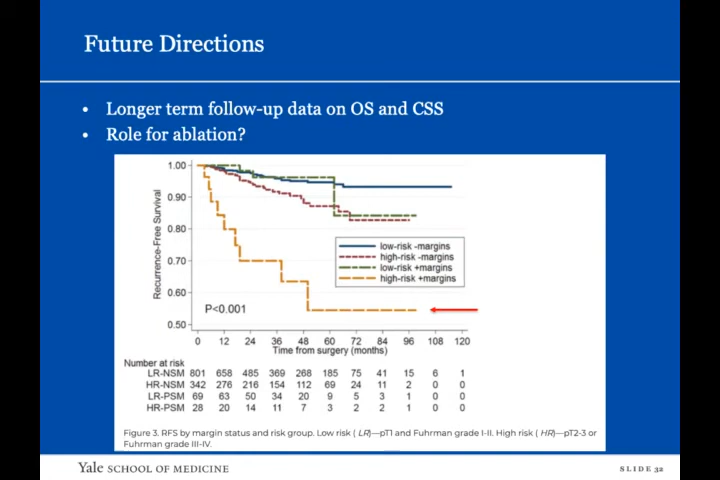 Future Directions
• Longer term follow-up data on OS and CSS
• Role for ablation?
1.00
0.90
0.80
0.70
0.60
0.50
Recurrence-Free Survival
low-risk -margins
high-risk -margins
low-risk +margins
high-risk +margins
P<0.001
0 12 24 36 48 60 72 84 96 108 120
Time from surgery (months)
Number at risk
LR-NSM 801 658 485 369 268 185 75 41 15 6 1
HR-NSM 342 276 216 154 112 69 24 11 2 0 0
LR-PSM 69 63 50 34 20 9 5 3 1 0 0
HR-PSM 28 20 14 11 7 3 2 2 1 0 0
Figure 3. RFS by margin status and risk group. Low risk ( LR)—pT1 and Fuhrman grade I-II. High risk ( HR)—pT2-3 or
Fuhrman grade III-IV.
Yale SCHOOL OF MEDICINE
SLIDE 32